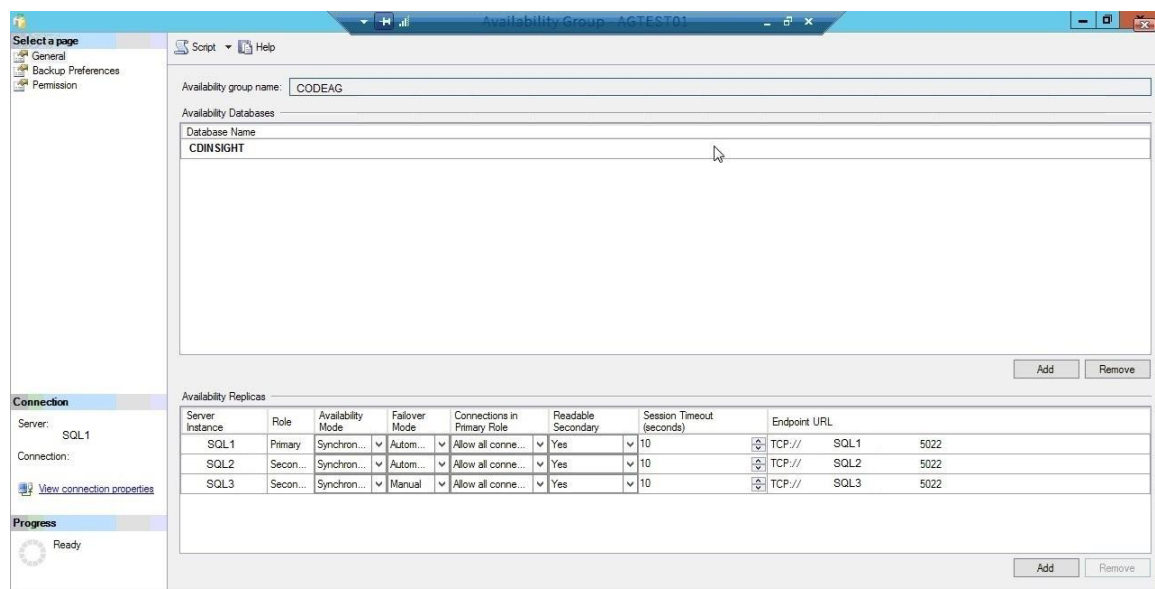 Availability Group - AGTEST01
Select a page
General
Backup Preferences
Permission
Script Help
Availability group name: CODEAG
Availability Databases
Database Name
CDINSIGHT
Add Remove
Connection
Server:
SQL1
Connection:
View connection properties
Progress
Ready
Availability Replicas
Server Instance Role Availability Mode Failover Mode Connections in Primary Role Readable Secondary Session Timeout (seconds) Endpoint URL
SQL1 Primary Synchron... Autom... Allow all conne... Yes 10 TCP:// SQL1 5022
SQL2 Secon... Synchron... Autom... Allow all conne... Yes 10 TCP:// SQL2 5022
SQL3 Secon... Synchron... Manual Allow all conne... Yes 10 TCP:// SQL3 5022
Add Remove